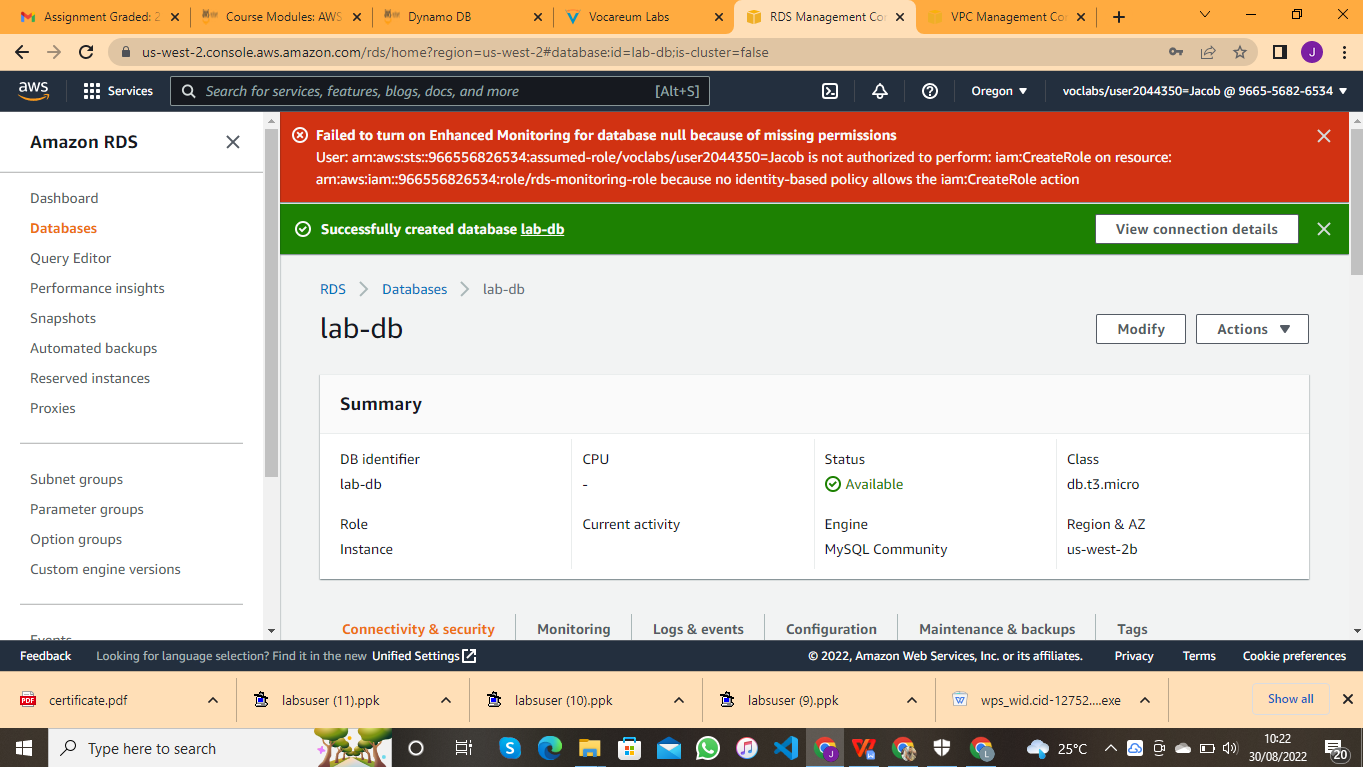 Assignment Graded: 2
Course Modules: AWS
Dynamo DB
Vocareum Labs
RDS Management Con
VPC Management Con
us-west-2.console.aws.amazon.com/rds/home?region=us-west-2#database:id=lab-db;is-cluster=false
J
aws
Services
Search for services, features, blogs, docs, and more
[Alt+S]
Oregon
voclabs/user2044350=Jacob @ 9665-5682-6534
Amazon RDS
Dashboard
Databases
Query Editor
Performance insights
Snapshots
Automated backups
Reserved instances
Proxies
Subnet groups
Parameter groups
Option groups
Custom engine versions
Events
Failed to turn on Enhanced Monitoring for database null because of missing permissions
User: arn:aws:sts::966556826534:assumed-role/voclabs/user2044350=Jacob is not authorized to perform: iam:CreateRole on resource:
arn:aws:iam::966556826534:role/rds-monitoring-role because no identity-based policy allows the iam:CreateRole action
Successfully created database lab-db
View connection details
RDS
Databases
lab-db
lab-db
Modify
Actions
Summary
DB identifier
lab-db
CPU
-
Status
Available
Class
db.t3.micro
Role
Instance
Current activity
Engine
MySQL Community
Region & AZ
us-west-2b
Connectivity & security
Monitoring
Logs & events
Configuration
Maintenance & backups
Tags
Feedback
Looking for language selection? Find it in the new Unified Settings
© 2022, Amazon Web Services, Inc. or its affiliates.
Privacy
Terms
Cookie preferences
PDF
certificate.pdf
labsuser (11).ppk
labsuser (10).ppk
labsuser (9).ppk
wps_wid.cid-12752....exe
Show all
Type here to search
25°C
10:22
30/08/2022
20